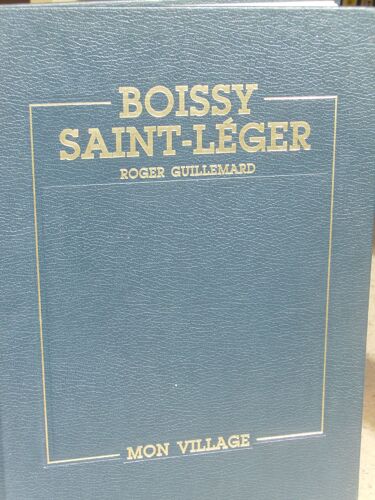 BOISSY
SAINT-LÉGER
ROGER GUILLEMARD
MON VILLAGE